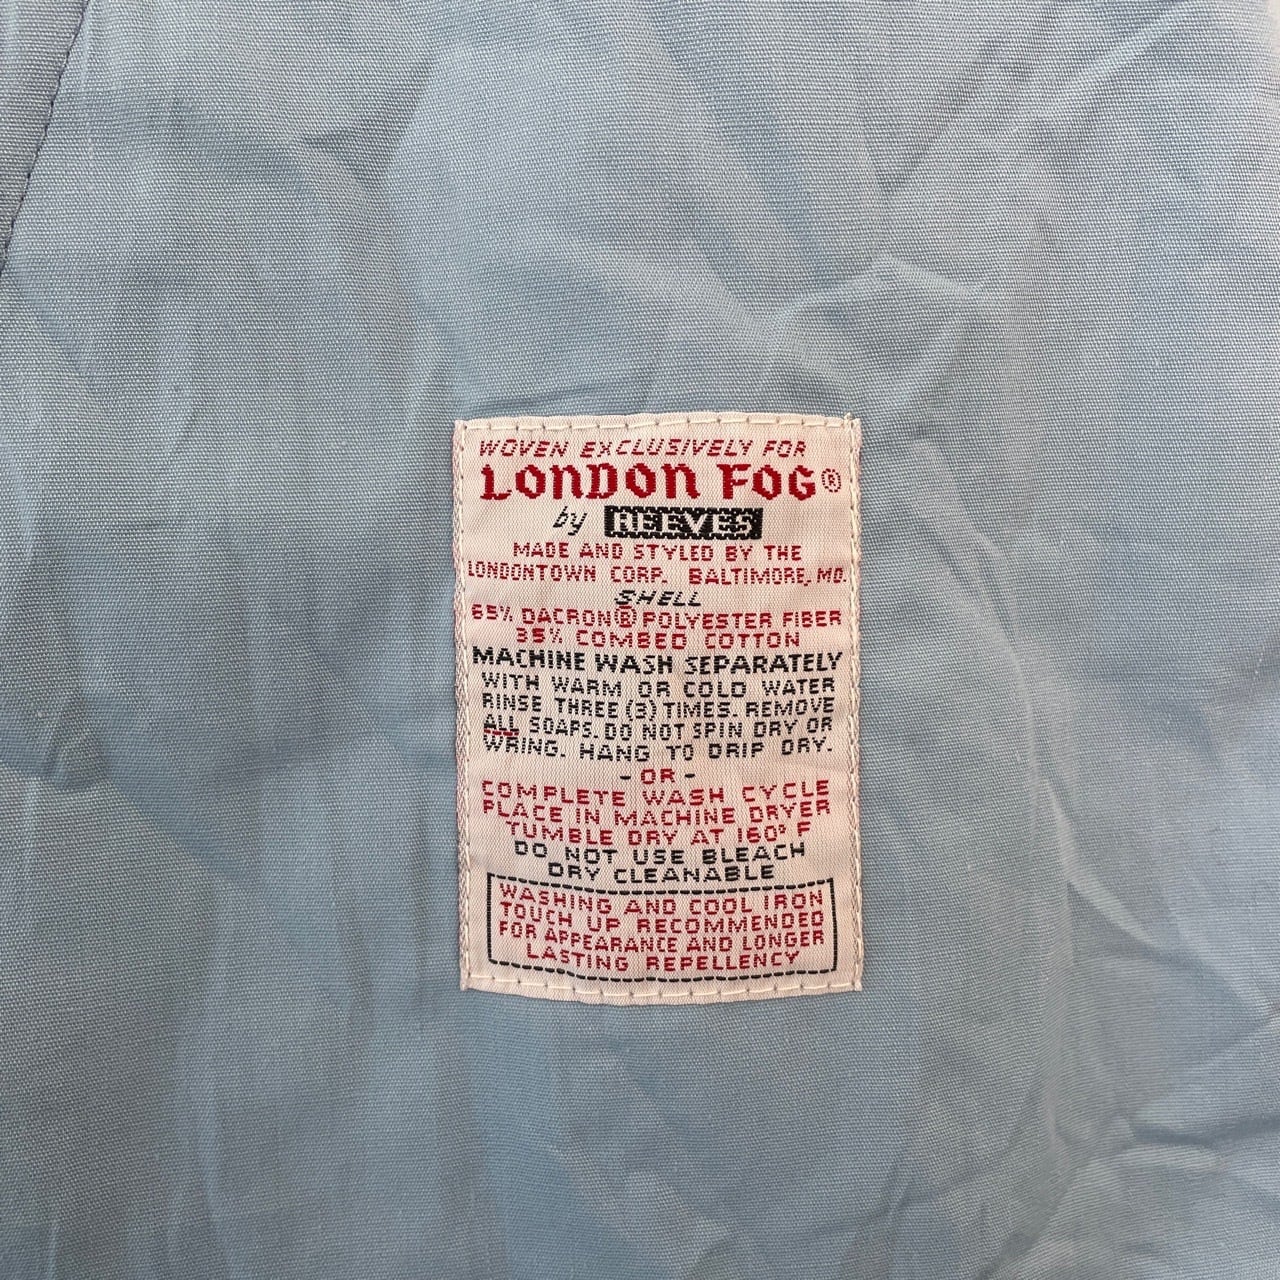 WOVEN EXCLUSIVELY FOR
LONDON FOG®
by REEVES
MADE AND STYLED BY THE
LONDONTOWN CORP. BALTIMORE, MD.
SHELL
65% DACRON® POLYESTER FIBER
35% COMBED COTTON
MACHINE WASH SEPARATELY
WITH WARM OR COLD WATER
RINSE THREE (3) TIMES. REMOVE
ALL SOAPS. DO NOT SPIN DRY OR
WRING. HANG TO DRIP DRY.
- OR -
COMPLETE WASH CYCLE
PLACE IN MACHINE DRYER
TUMBLE DRY AT 160° F
DO NOT USE BLEACH
DRY CLEANABLE
WASHING AND COOL IRON
TOUCH UP RECOMMENDED
FOR APPEARANCE AND LONGER
LASTING REPELLENCY